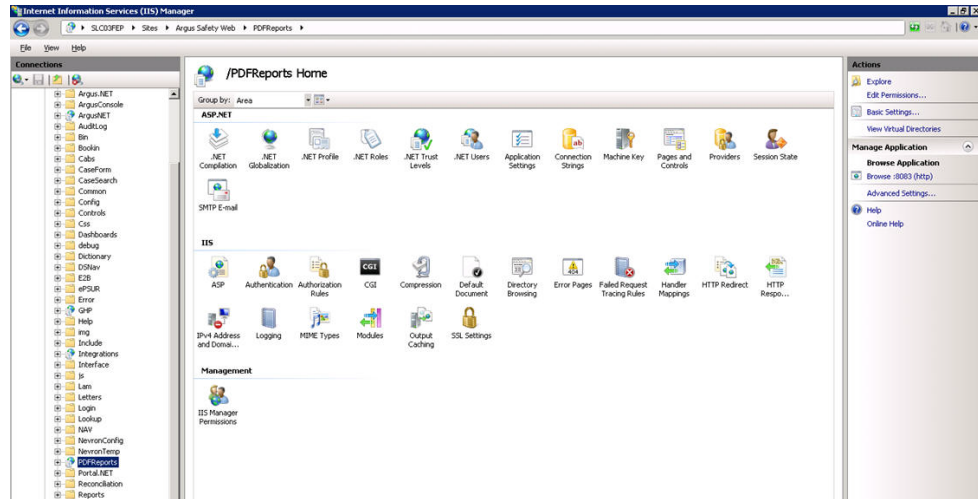 Internet Information Services (IIS) Manager
SLC03FEP Sites Argus Safety Web PDFReports
File View Help
Connections
Argus.NET
ArgusConsole
ArgusNET
AuditLog
Bin
Bookin
Cabs
CaseForm
CaseSearch
Common
Config
Controls
Css
Dashboards
debug
Dictionary
DSNav
E2B
ePSUR
Error
GHP
Help
img
Include
Integrations
Interface
js
Lam
Letters
Login
Lookup
NAV
NevronConfig
NevronTemp
PDFReports
Portal.NET
Reconciliation
Reports
/PDFReports Home
Group by: Area
ASP.NET
.NET Compilation
.NET Globalization
.NET Profile
.NET Roles
.NET Trust Levels
.NET Users
Application Settings
Connection Strings
Machine Key
Pages and Controls
Providers
Session State
SMTP E-mail
IIS
ASP
Authentication
Authorization Rules
CGI
Compression
Default Document
Directory Browsing
Error Pages
Failed Request Tracing Rules
Handler Mappings
HTTP Redirect
HTTP Respo...
IPv4 Address and Domai...
Logging
MIME Types
Modules
Output Caching
SSL Settings
Management
IIS Manager Permissions
Actions
Explore
Edit Permissions...
Basic Settings...
View Virtual Directories
Manage Application
Browse Application
Browse :8083 (http)
Advanced Settings...
Help
Online Help